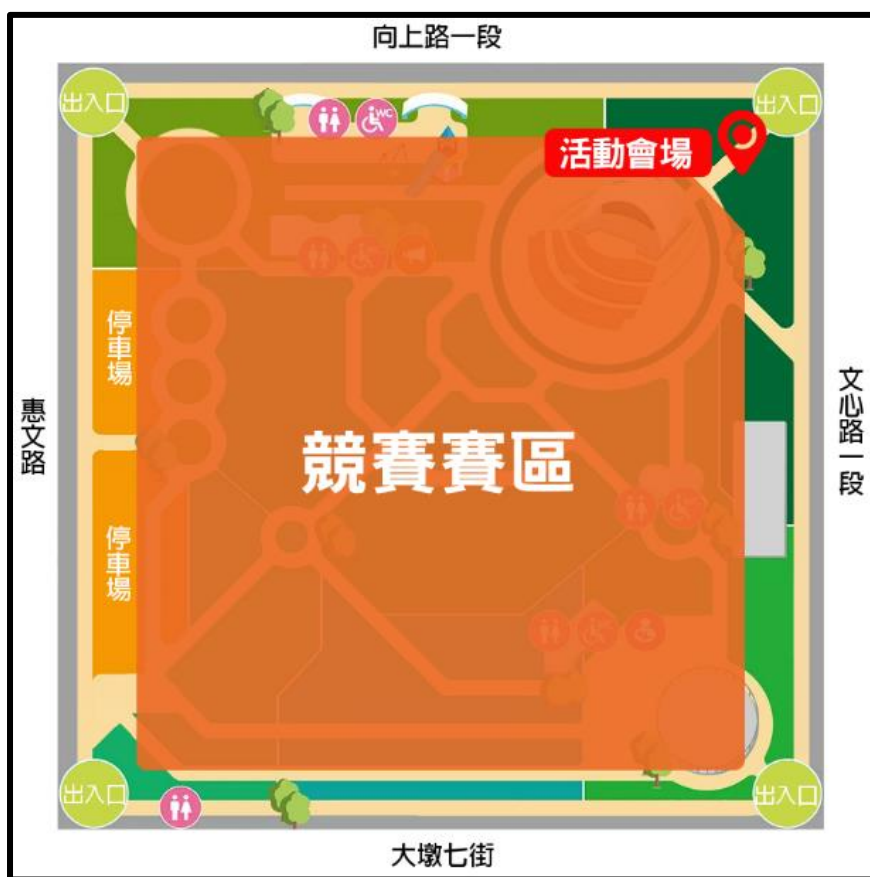 向上路一段
出入口
WC
出入口
活動會場
停車場
惠文路
文心路一段
競賽賽區
停車場
出入口
出入口
大墩七街